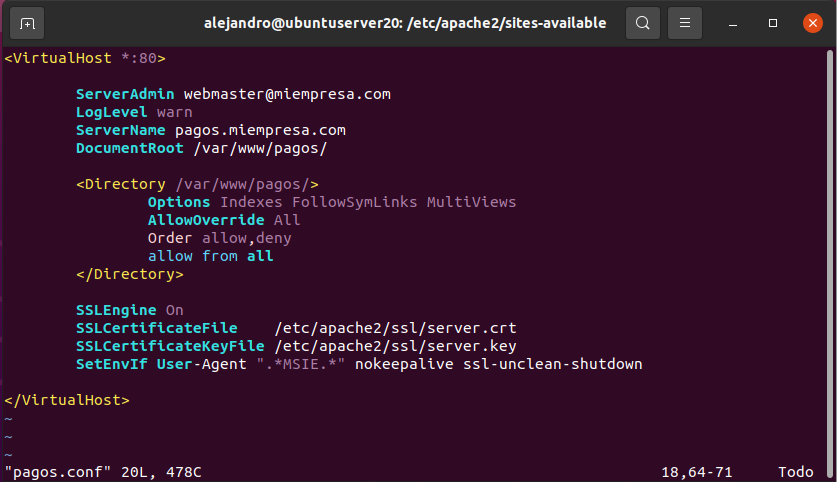 alejandro@ubuntuserver20: /etc/apache2/sites-available
<VirtualHost *:80>
ServerAdmin webmaster@miempresa.com
LogLevel warn
ServerName pagos.miempresa.com
DocumentRoot /var/www/pagos/
<Directory /var/www/pagos/>
Options Indexes FollowSymLinks MultiViews
AllowOverride All
Order allow,deny
allow from all
</Directory>
SSLEngine On
SSLCertificateFile    /etc/apache2/ssl/server.crt
SSLCertificateKeyFile /etc/apache2/ssl/server.key
SetEnvIf User-Agent ".*MSIE.*" nokeepalive ssl-unclean-shutdown
</VirtualHost>
~
~
~
"pagos.conf" 20L, 478C 18,64-71 Todo